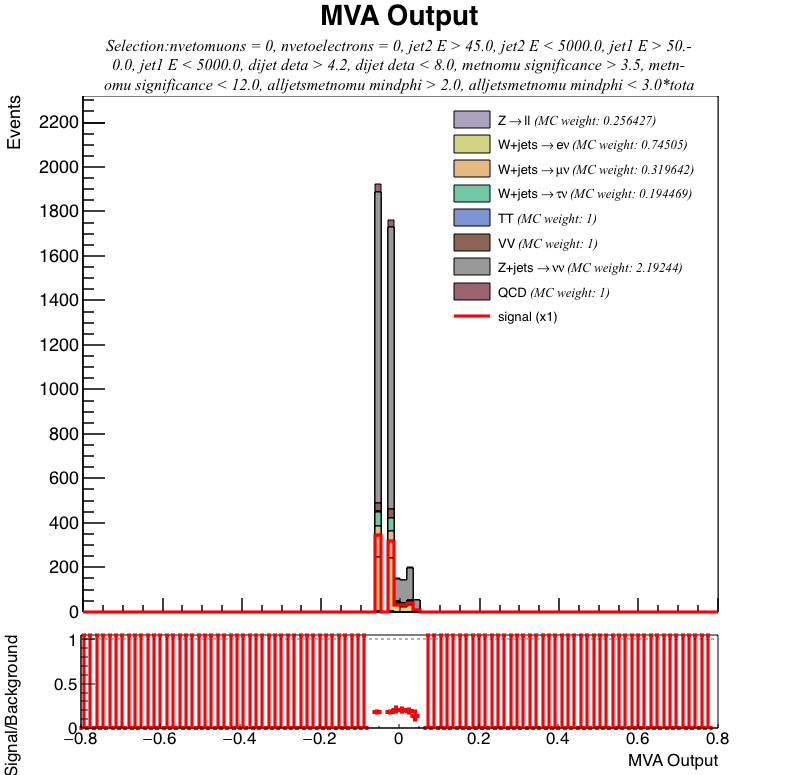 MVA Output
Selection:nvetomuons = 0, nvetoelectrons = 0, jet2 E > 45.0, jet2 E < 5000.0, jet1 E > 50.-
0.0, jet1 E < 5000.0, dijet deta > 4.2, dijet deta < 8.0, metnomu significance > 3.5, metn-
omu significance < 12.0, alljetsmetnomu mindphi > 2.0, alljetsmetnomu mindphi < 3.0*tota
Events
2200
2000
1800
1600
1400
1200
1000
800
600
400
200
0
Z→ll (MC weight: 0.256427)
W+jets→eν (MC weight: 0.74505)
W+jets→μν (MC weight: 0.319642)
W+jets→τν (MC weight: 0.194469)
TT (MC weight: 1)
VV (MC weight: 1)
Z+jets→νν (MC weight: 2.19244)
QCD (MC weight: 1)
signal (x1)
Signal/Background
1
0.5
0
−0.8 −0.6 −0.4 −0.2 0 0.2 0.4 0.6 0.8
MVA Output